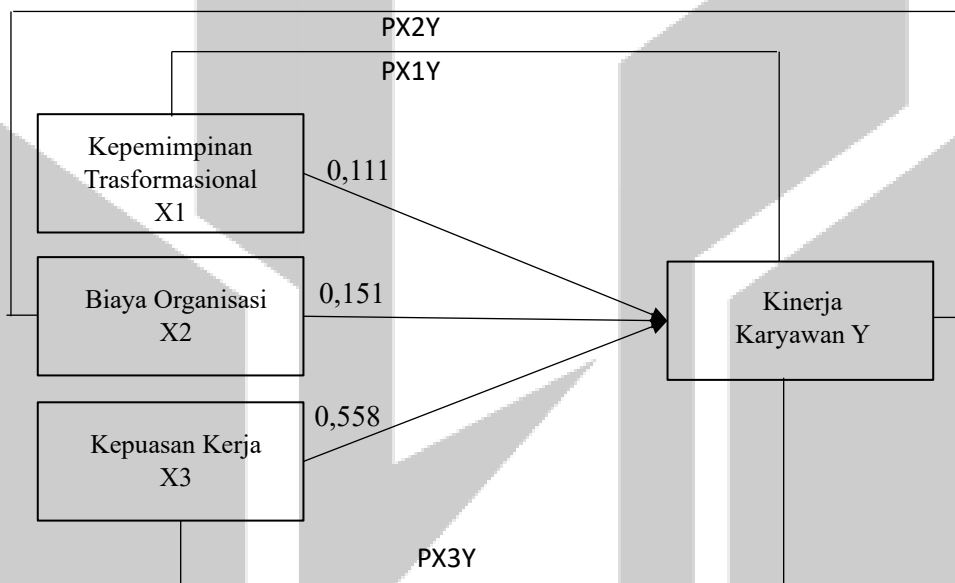 PX2Y
PX1Y
Kepemimpinan
Trasformasional
X1
0,111
Biaya Organisasi
X2
0,151
Kinerja
Karyawan Y
Kepuasan Kerja
X3
0,558
PX3Y